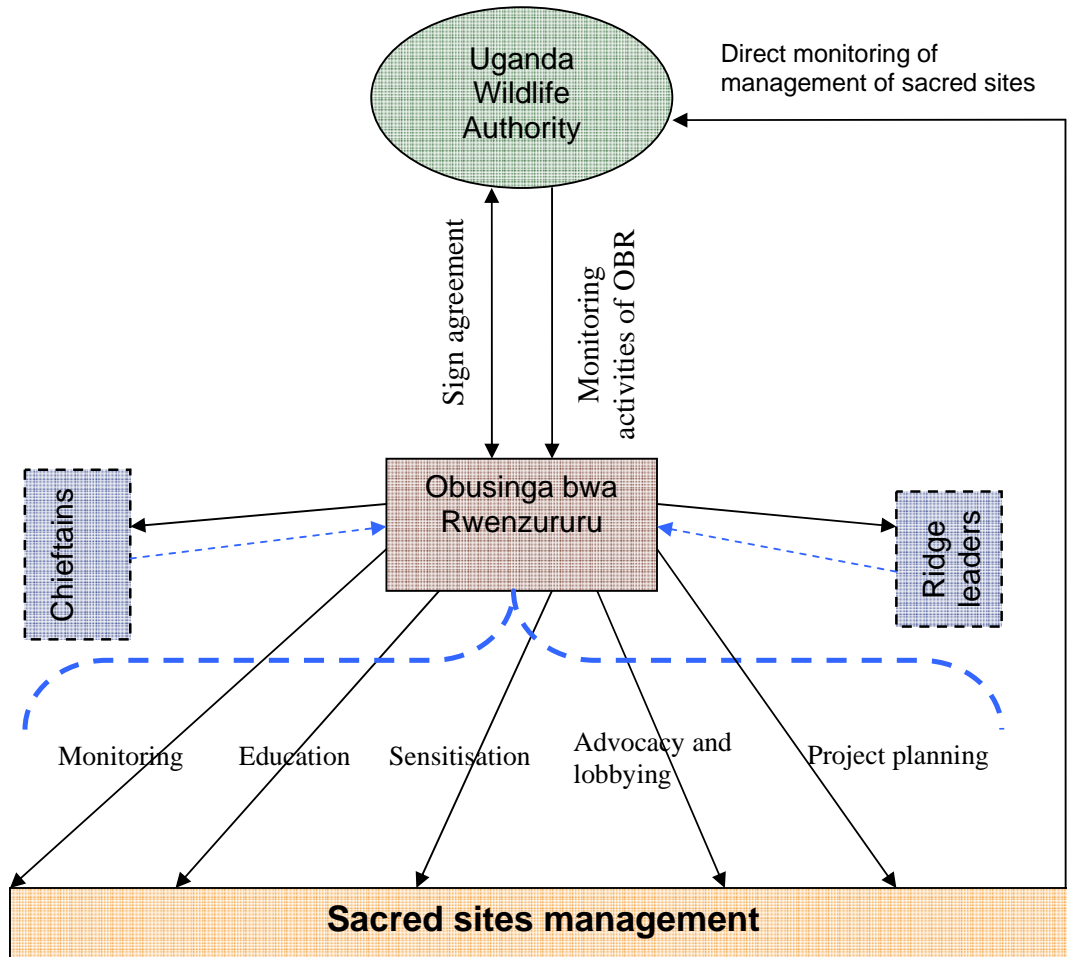 Uganda
Wildlife
Authority
Direct monitoring of
management of sacred sites
Sign agreement
Monitoring
activities of OBR
Chieftains
Obusinga bwa
Rwenzururu
Ridge
leaders
Monitoring
Education
Sensitisation
Advocacy and
lobbying
Project planning
Sacred sites management